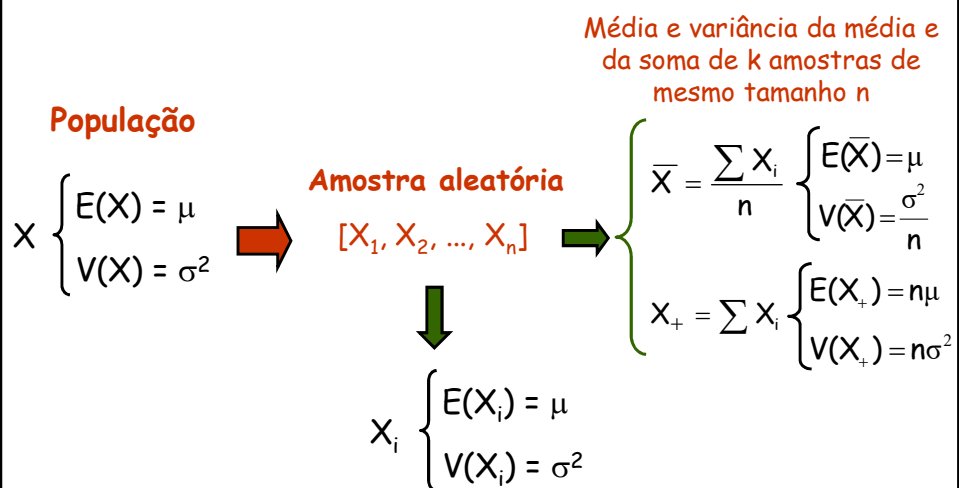 Média e variância da média e
da soma de k amostras de
mesmo tamanho n
População
X { E(X) = μ
V(X) = σ²
Amostra aleatória
[X₁, X₂, ..., Xₙ]
X̅ = ∑ Xᵢ / n { E(X̅) = μ
V(X̅) = σ² / n
X₊ = ∑ Xᵢ { E(X₊) = nμ
V(X₊) = nσ²
Xᵢ { E(Xᵢ) = μ
V(Xᵢ) = σ²